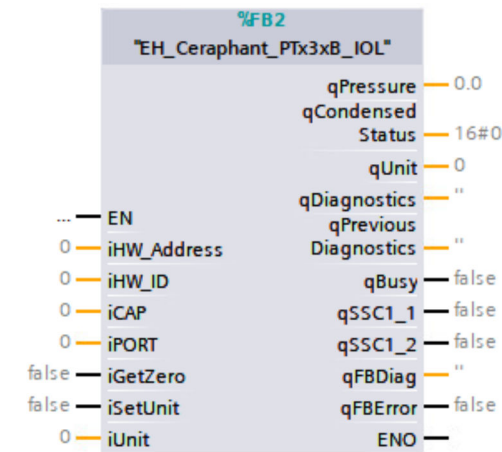 %FB2
"EH_Ceraphant_PTx3xB_IOL"
qPressure 0.0
qCondensed
Status 16#0
qUnit 0
qDiagnostics ''
... EN qPrevious
0 iHW_Address Diagnostics ''
0 iHW_ID qBusy false
0 iCAP qSSC1_1 false
0 iPORT qSSC1_2 false
false iGetZero qFBDiag ''
false iSetUnit qFBError false
0 iUnit ENO